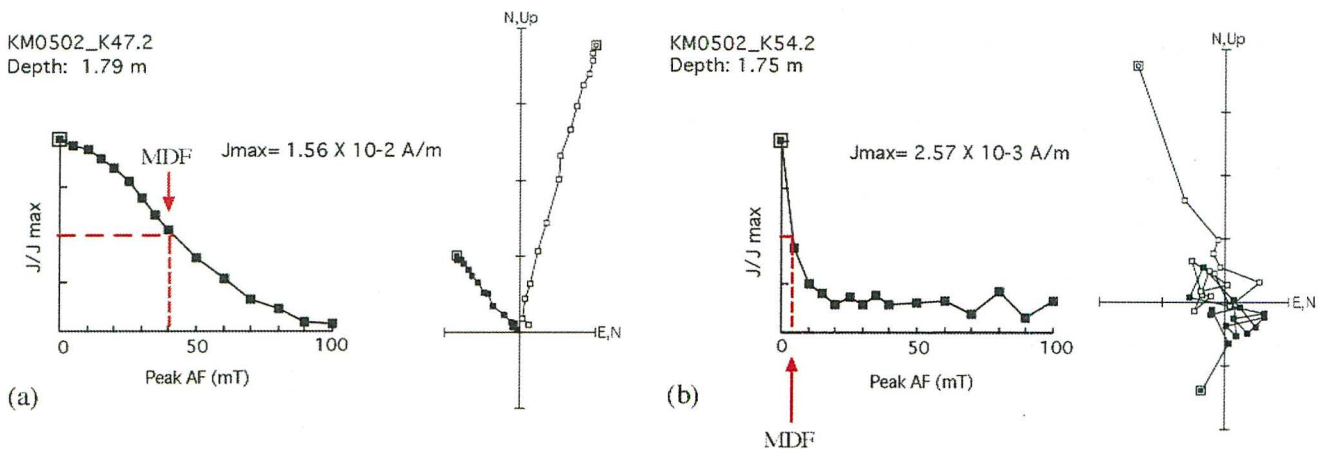 KM0502_K47.2
Depth: 1.79 m
N,Up
Jmax= 1.56 X 10-2 A/m
MDF
J/J max
E,N
0 50 100
Peak AF (mT)
(a)
KM0502_K54.2
Depth: 1.75 m
N,Up
Jmax= 2.57 X 10-3 A/m
J/J max
E,N
0 50 100
Peak AF (mT)
(b)
MDF